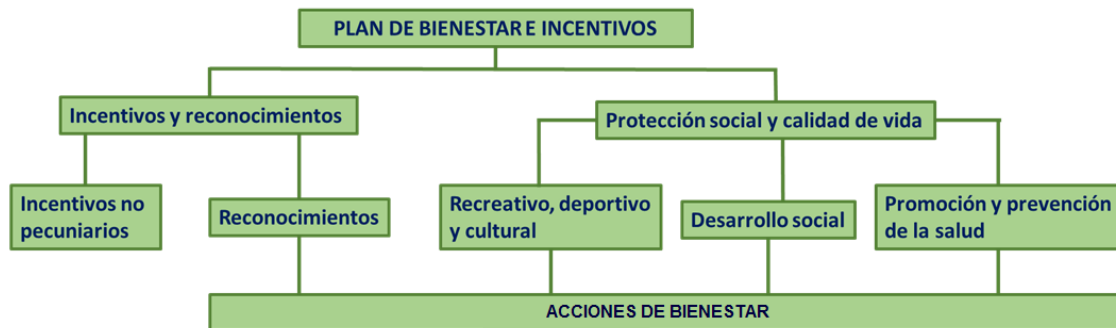 PLAN DE BIENESTAR E INCENTIVOS
Incentivos y reconocimientos
Protección social y calidad de vida
Incentivos no
pecuniarios
Reconocimientos
Recreativo, deportivo
y cultural
Desarrollo social
Promoción y prevención
de la salud
ACCIONES DE BIENESTAR